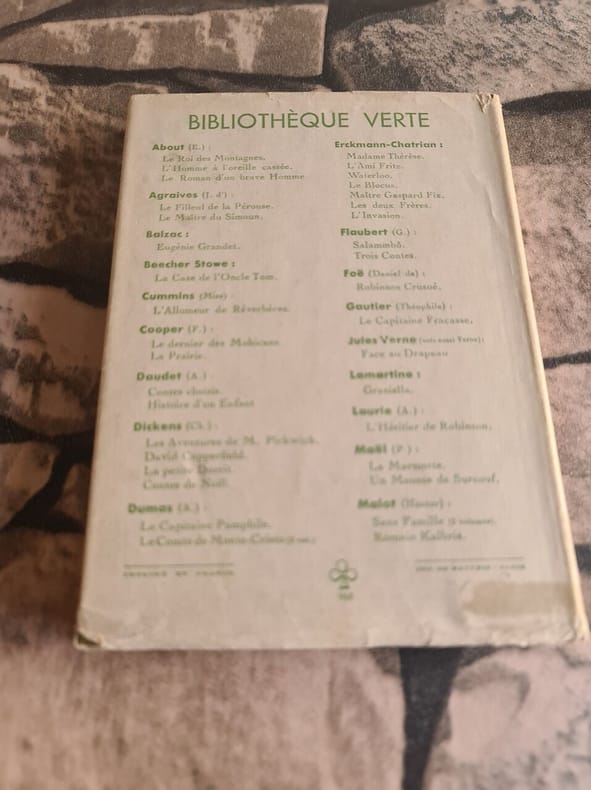 BIBLIOTHÈQUE VERTE
About (E.) :
Le Roi des Montagnes.
L'Homme à l'oreille cassée.
Le Roman d'un brave Homme
Agraives (J. d') :
Le Filleul de la Pérouse.
Le Maître du Simoun.
Balzac :
Eugénie Grandet.
Beecher Stowe :
La Case de l'Oncle Tom.
Cummins (Miss) :
L'Allumeur de Réverbères.
Cooper (F.) :
Le dernier des Mohicans
La Prairie.
Daudet (A.) :
Contes choisis.
Histoire d'un Enfant
Dickens (Ch.) :
Les Aventures de M. Pickwick.
David Copperfield.
La petite Dorrit.
Contes de Noël.
Dumas (A.) :
Le Capitaine Pamphile.
Le Comte de Monte-Cristo
Erckmann-Chatrian :
Madame Thérèse.
L'Ami Fritz.
Waterloo.
Le Blocus.
Maître Gaspard Fix.
Les deux Frères.
L'Invasion.
Flaubert (G.) :
Salammbô.
Trois Contes.
Foë (Daniel de) :
Robinson Crusoé.
Gautier (Théophile) :
Le Capitaine Fracasse.
Jules Verne (voir aussi Verne) :
Face au Drapeau
Lamartine :
Graziella.
Laurie (A.) :
L'Héritier de Robinson.
Maël (P.) :
La Marmotte.
Un Mousse de Surcouf.
Malot (Hector) :
Sans Famille (2 volumes).
Romain Kalbris.